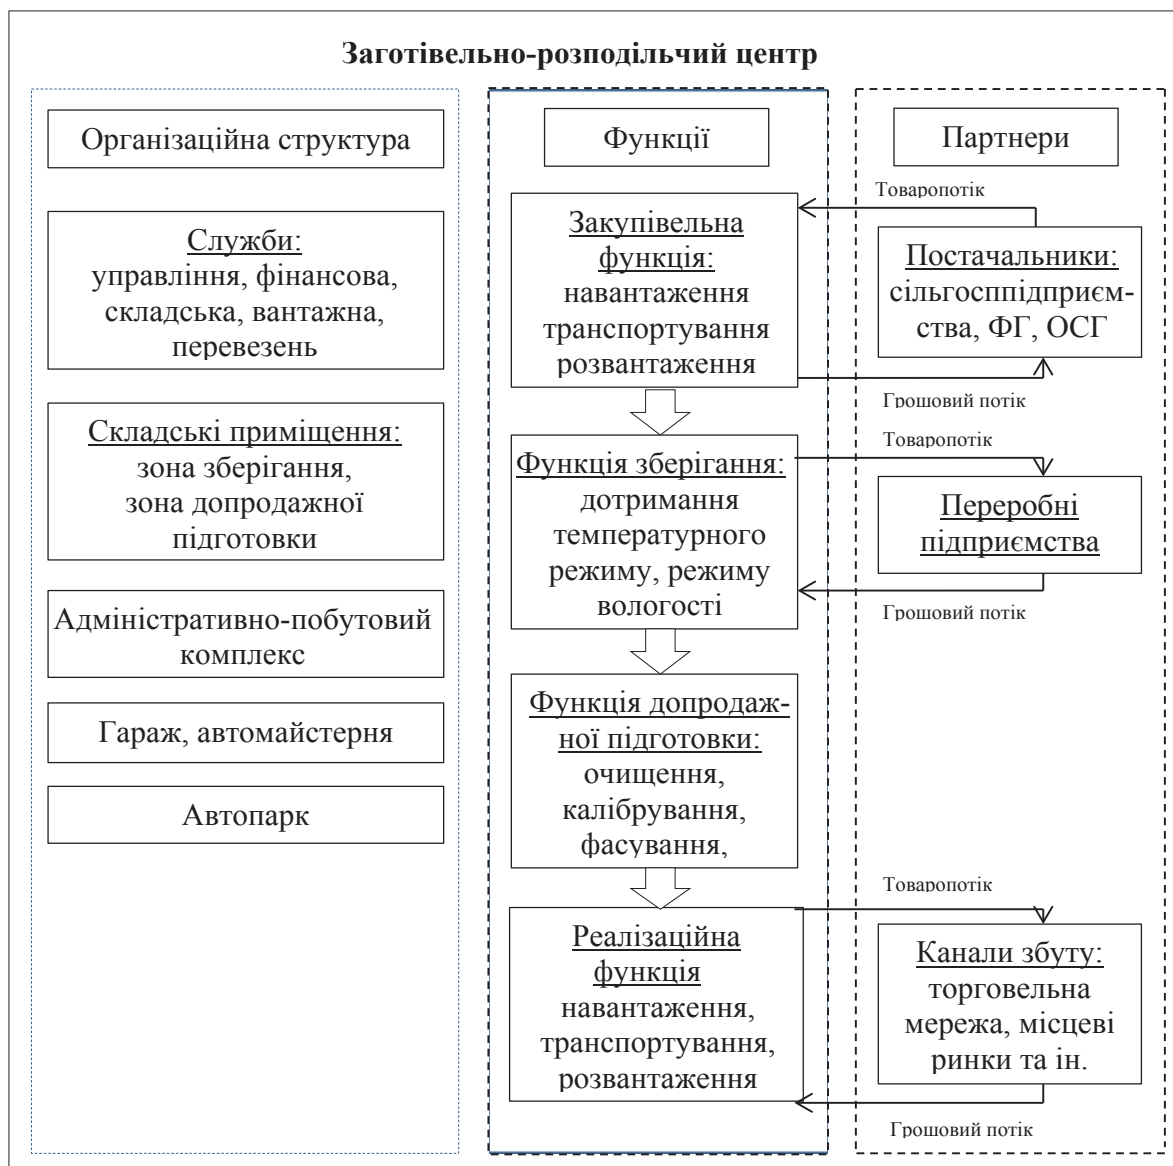 Заготівельно-розподільчий центр
Організаційна структура
Служби:
управління, фінансова,
складська, вантажна,
перевезень
Складські приміщення:
зона зберігання,
зона допродажної
підготовки
Адміністративно-побутовий
комплекс
Гараж, автомайстерня
Автопарк
Функції
Закупівельна
функція:
навантаження
транспортування
розвантаження
Функція зберігання:
дотримання
температурного
режиму, режиму
вологості
Функція допродаж-
ної підготовки:
очищення,
калібрування,
фасування,
Реалізаційна
функція
навантаження,
транспортування,
розвантаження
Партнери
Товаропотік
Постачальники:
сільгосппідприєм-
ства, ФГ, ОСГ
Грошовий потік
Товаропотік
Переробні
підприємства
Грошовий потік
Товаропотік
Канали збуту:
торговельна
мережа, місцеві
ринки та ін.
Грошовий потік